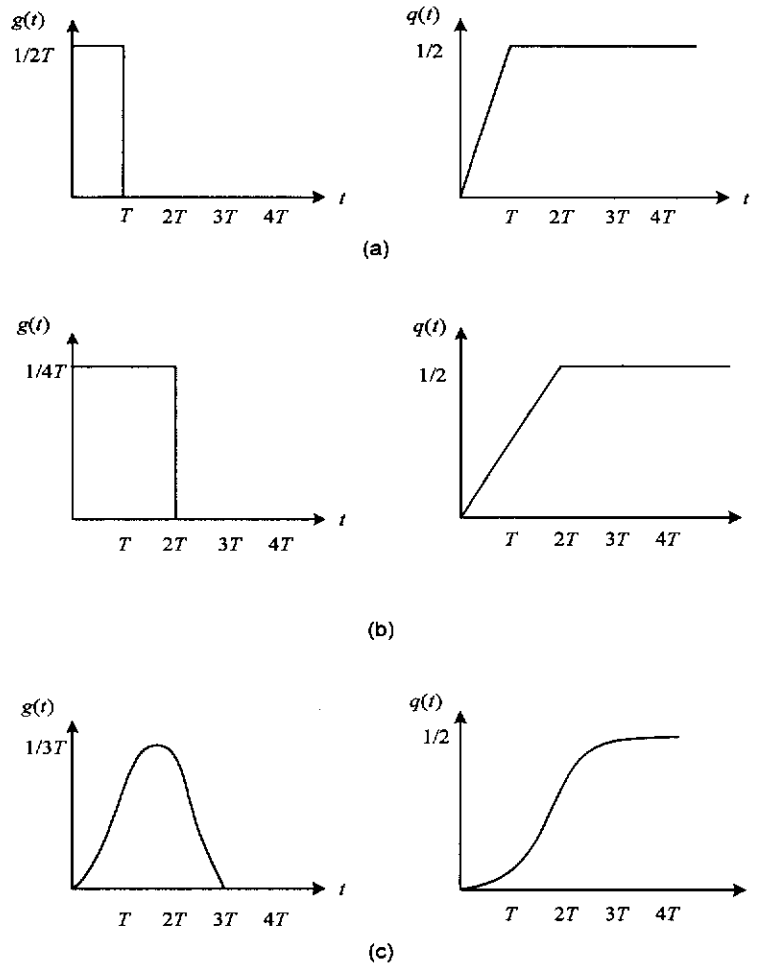 g(t) q(t)
1/2T 1/2
t t
T 2T 3T 4T T 2T 3T 4T
(a)
g(t) q(t)
1/4T 1/2
t
T 2T 3T 4T T 2T 3T 4T
(b)
g(t) q(t)
1/3T 1/2
t
T 2T 3T 4T T 2T 3T 4T
(c)